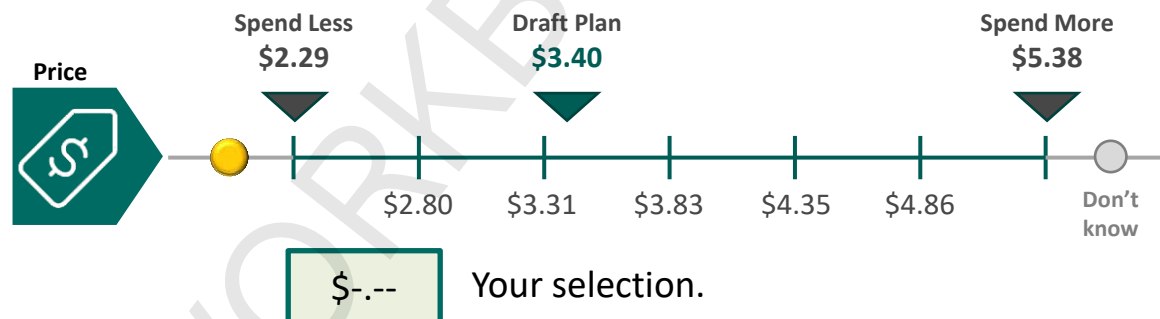 Spend Less
$2.29
Draft Plan
$3.40
Spend More
$5.38
Price
$
$2.80
$3.31
$3.83
$4.35
$4.86
Don't
know
$-.--
Your selection.